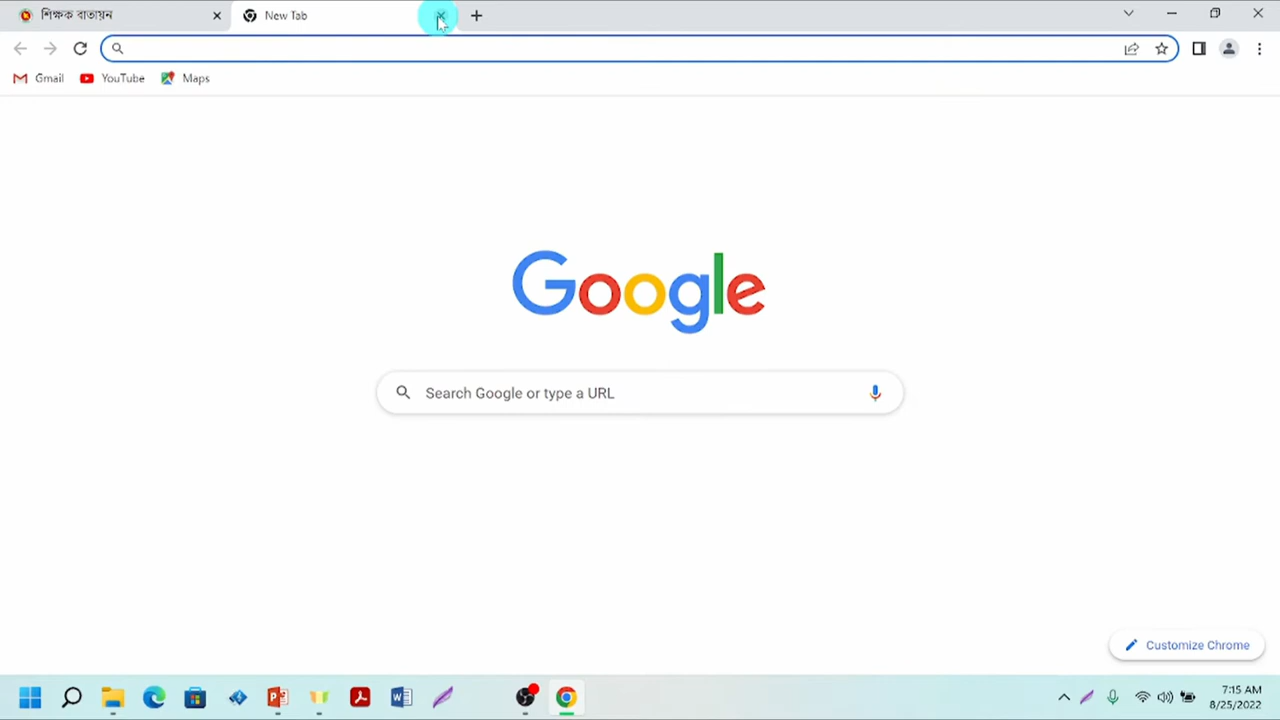 শিক্ষক বাতায়ন
New Tab
Gmail
YouTube
Maps
Google
Search Google or type a URL
Customize Chrome
7:15 AM
8/25/2022